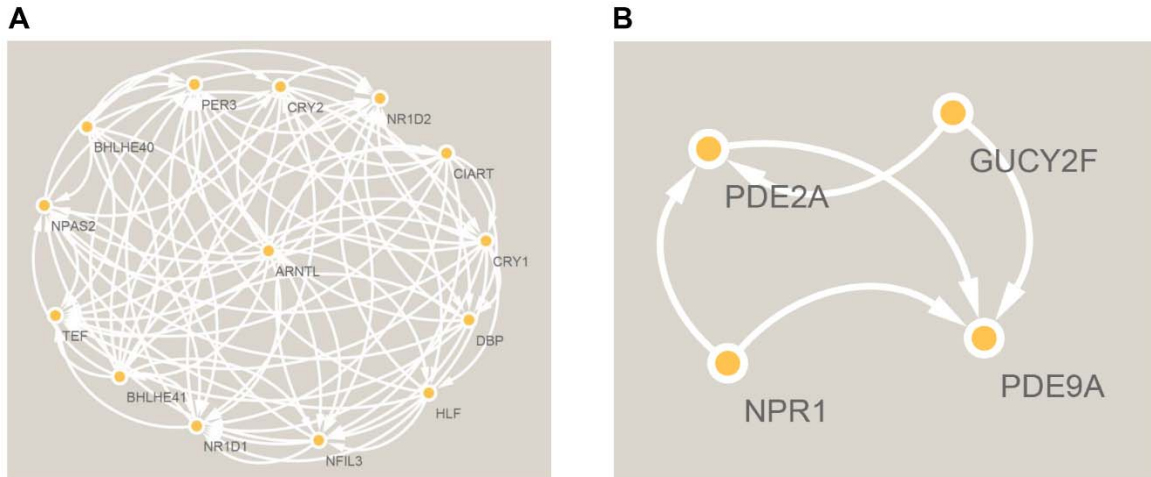 A
B
PER3
CRY2
NR1D2
BHLHE40
CIART
NPAS2
ARNTL
CRY1
TEF
DBP
BHLHE41
HLF
NR1D1
NFIL3
GUCY2F
PDE2A
PDE9A
NPR1